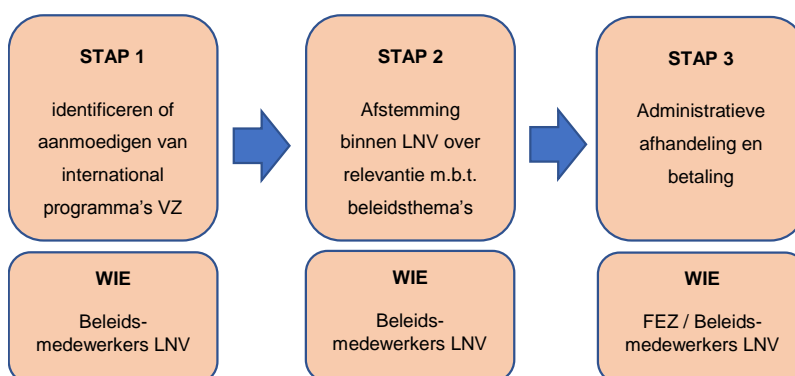 STAP 1
identificeren of
aanmoedigen van
international
programma's VZ
STAP 2
Afstemming
binnen LNV over
relevantie m.b.t.
beleidsthema's
STAP 3
Administratieve
afhandeling en
betaling
WIE
Beleids-
medewerkers LNV
WIE
Beleids-
medewerkers LNV
WIE
FEZ / Beleids-
medewerkers LNV